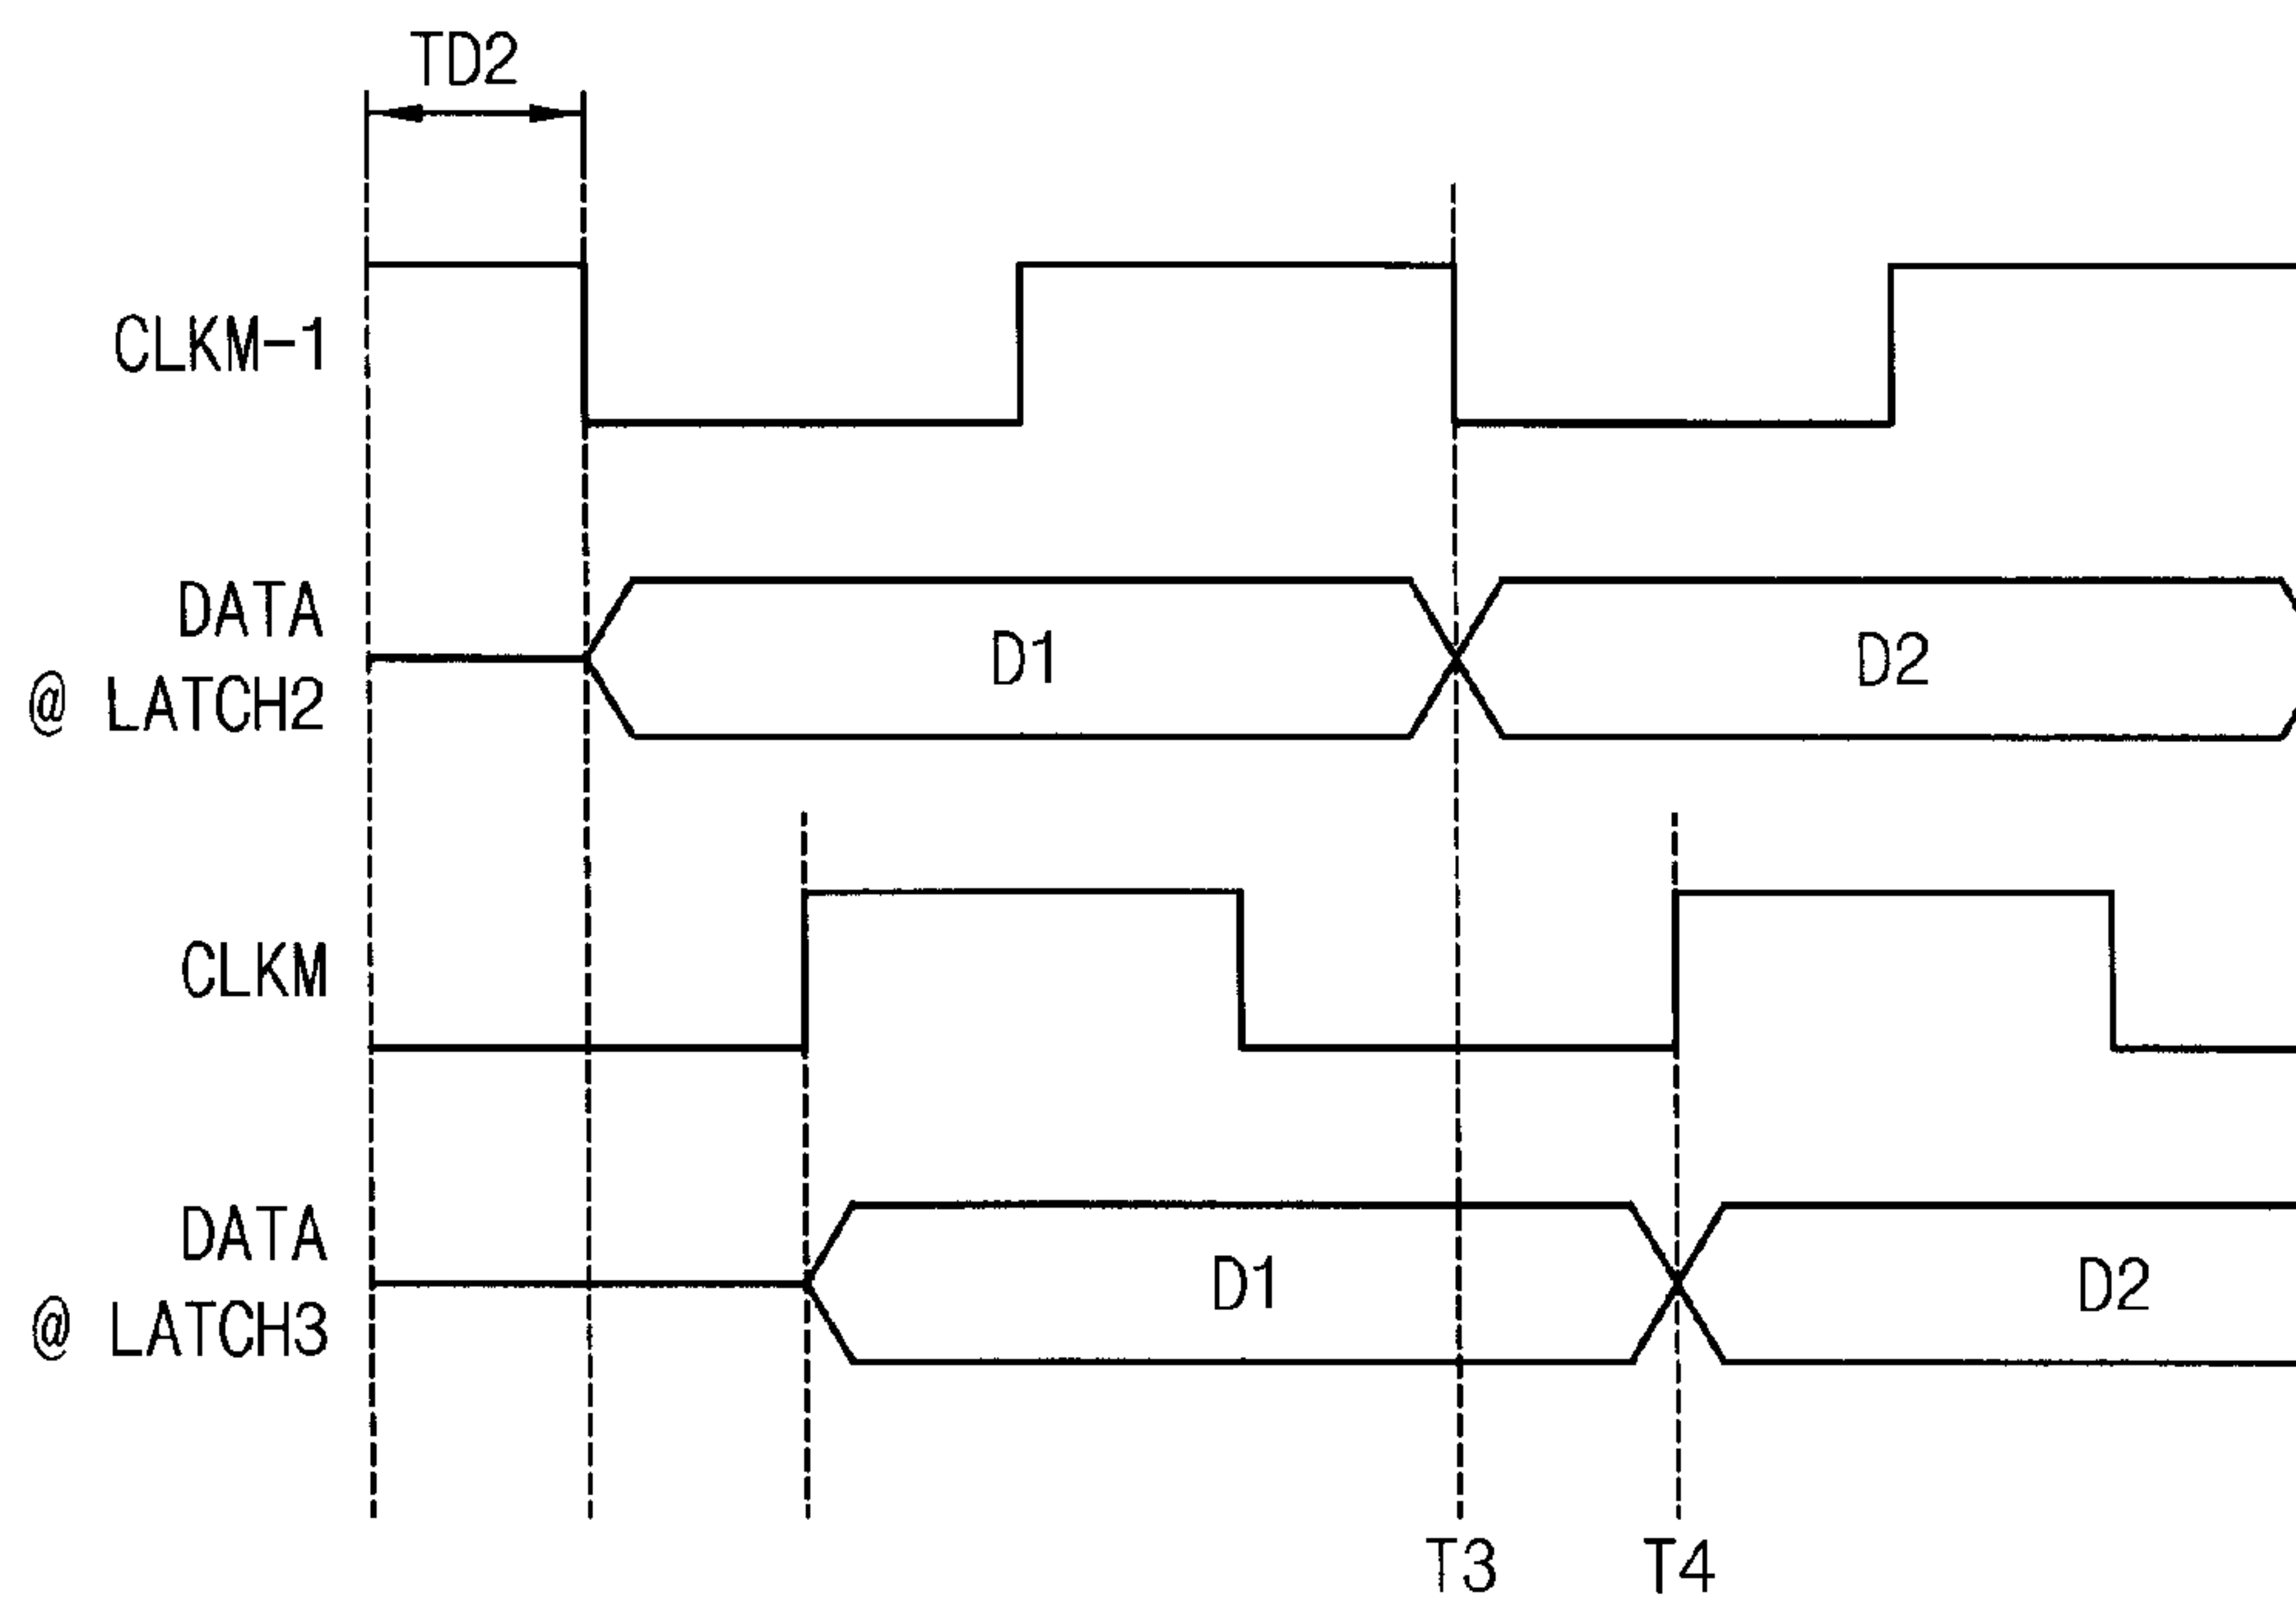 TD2
CLKM-1
DATA
@ LATCH2
D1
D2
CLKM
DATA
@ LATCH3
D1
D2
T3
T4